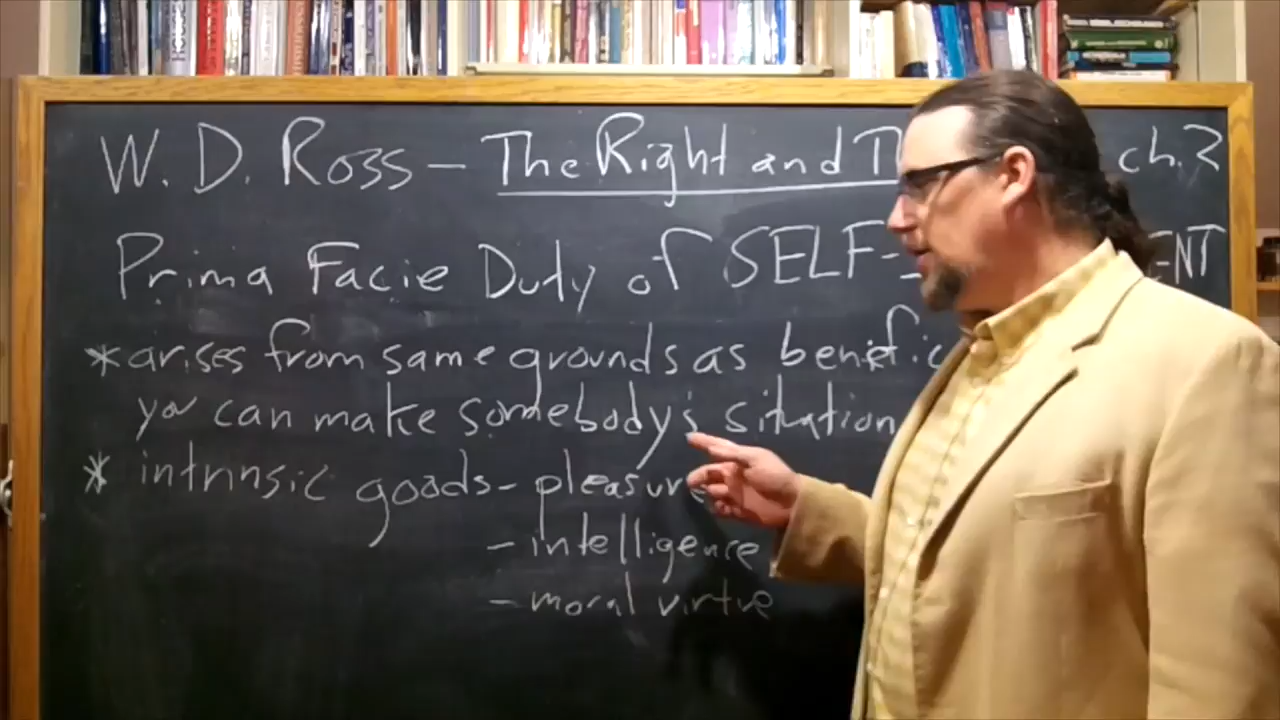 W. D. Ross – The Right and T ch. 2
Prima Facie Duty of SELF- ENT
* arises from same grounds as benefic
you can make somebody's situation
* intrinsic goods – pleasure
– intelligence
– moral virtue